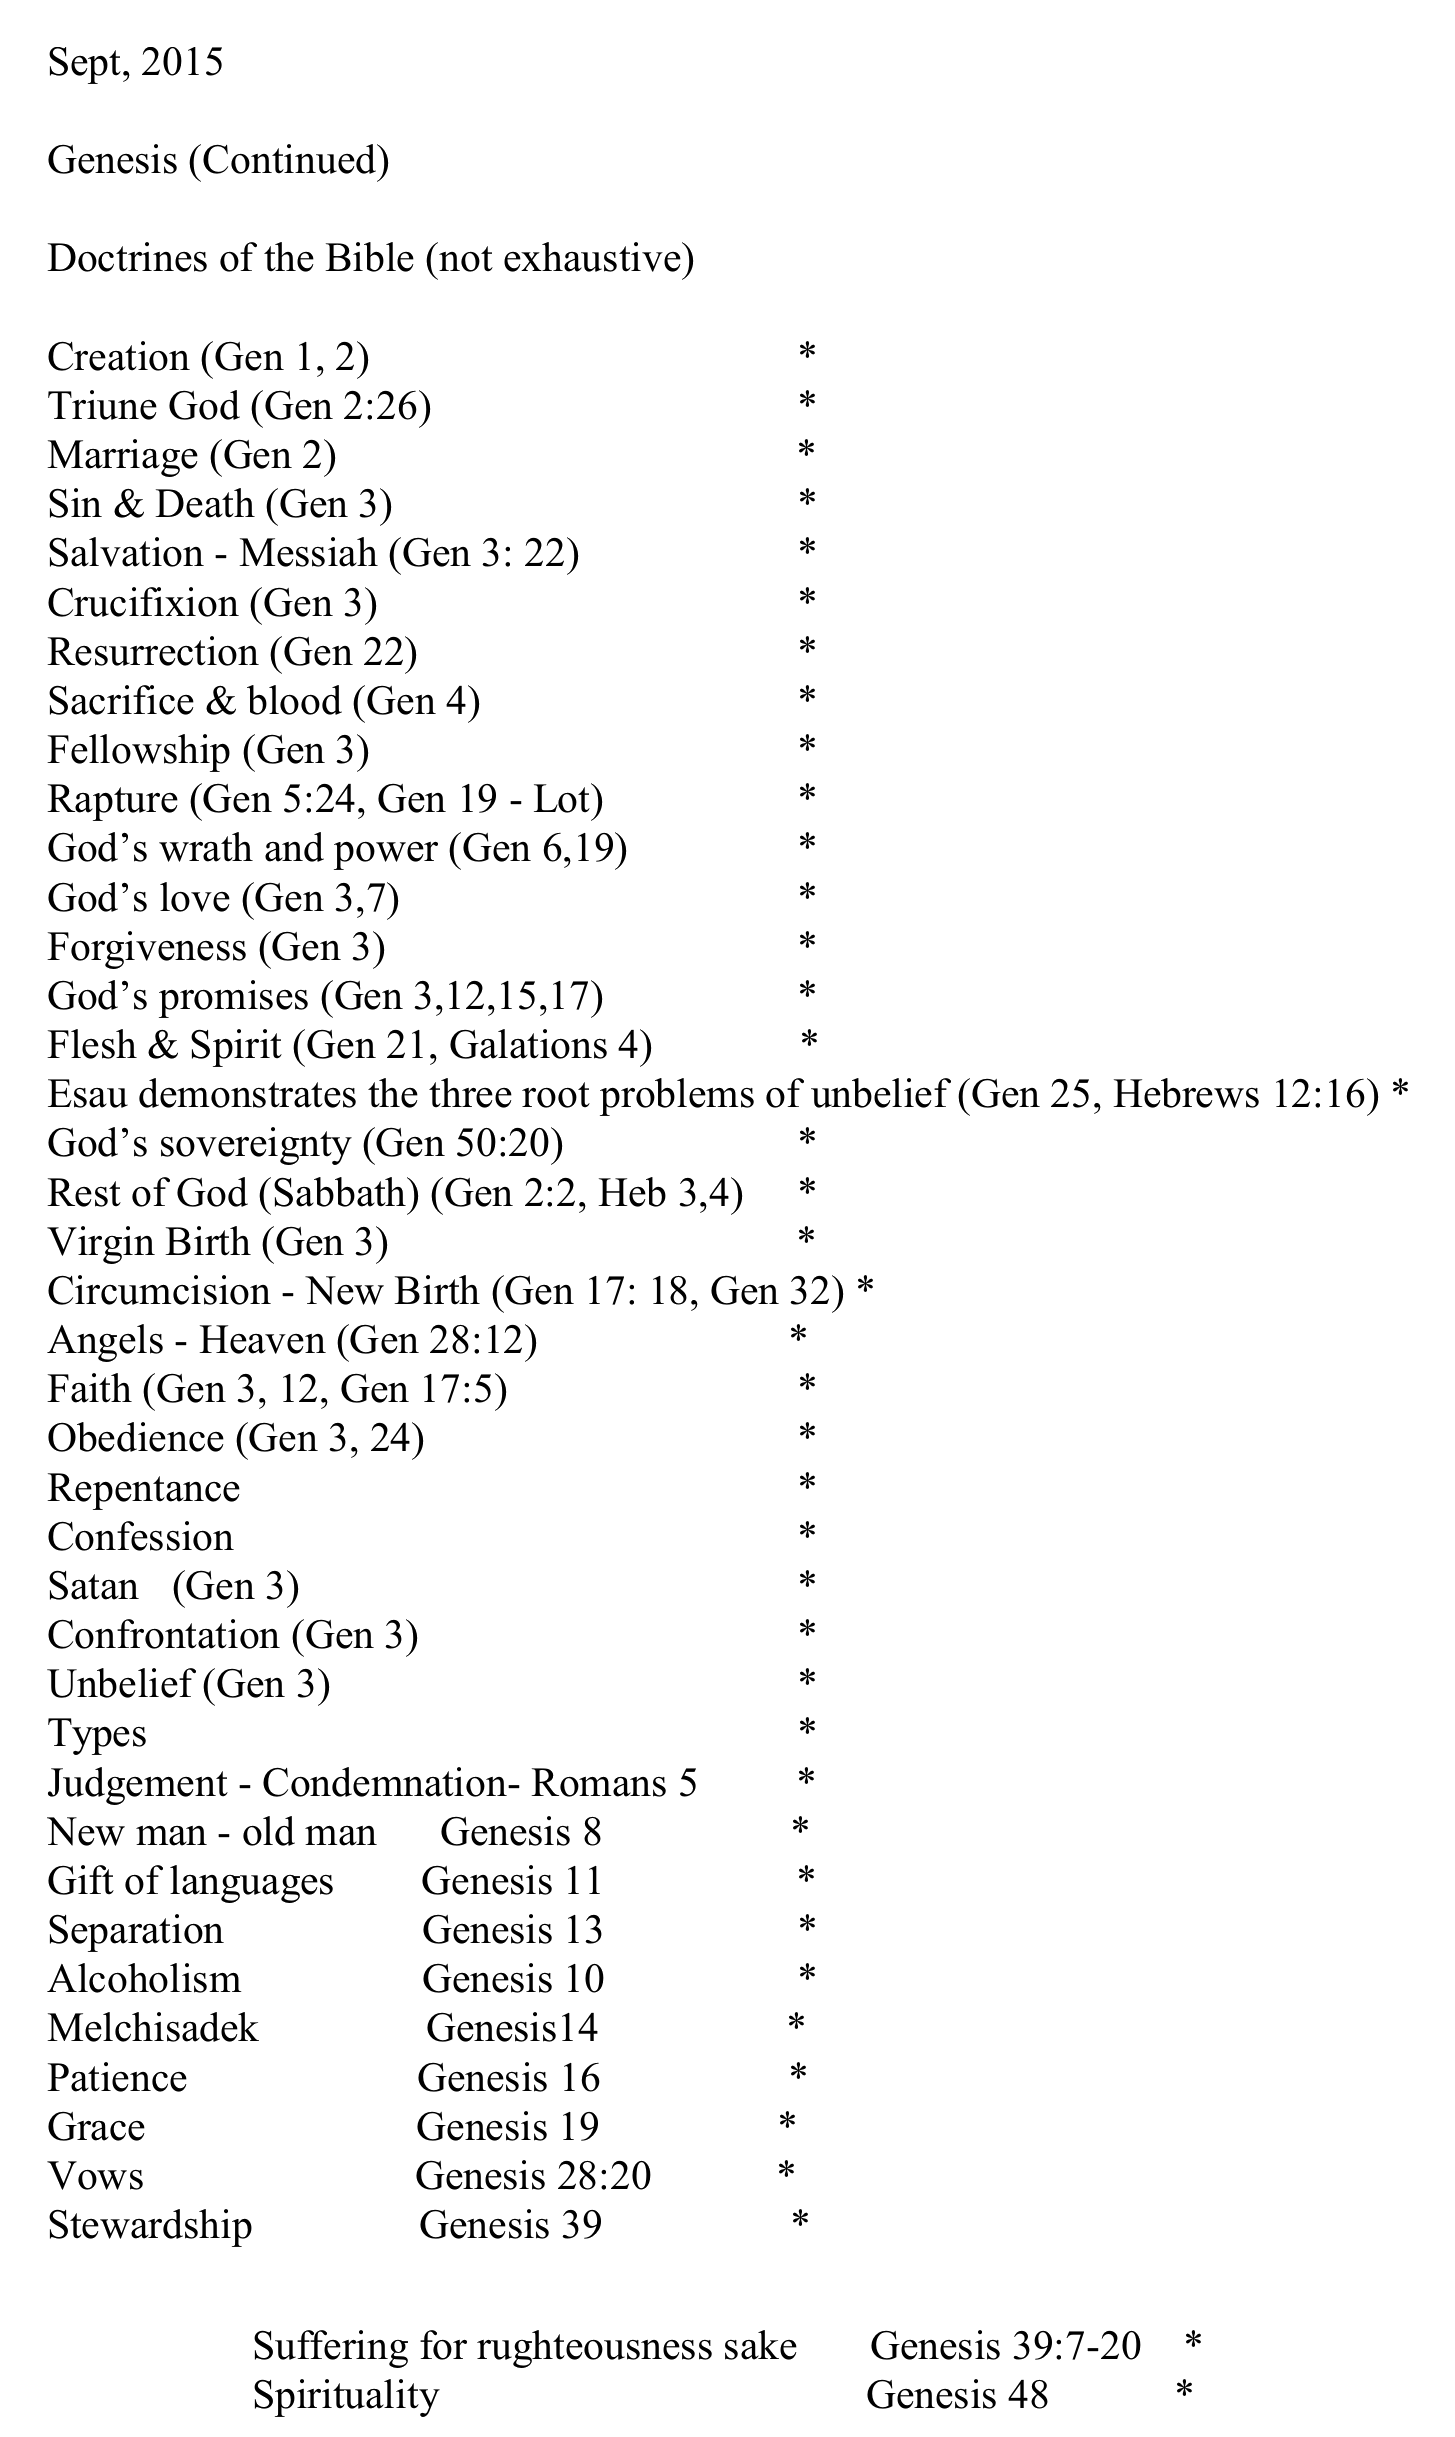 Sept, 2015
Genesis (Continued)
Doctrines of the Bible (not exhaustive)
Creation (Gen 1, 2) *
Triune God (Gen 2:26) *
Marriage (Gen 2) *
Sin & Death (Gen 3) *
Salvation - Messiah (Gen 3: 22) *
Crucifixion (Gen 3) *
Resurrection (Gen 22) *
Sacrifice & blood (Gen 4) *
Fellowship (Gen 3) *
Rapture (Gen 5:24, Gen 19 - Lot) *
God’s wrath and power (Gen 6,19) *
God’s love (Gen 3,7) *
Forgiveness (Gen 3) *
God’s promises (Gen 3,12,15,17) *
Flesh & Spirit (Gen 21, Galations 4) *
Esau demonstrates the three root problems of unbelief (Gen 25, Hebrews 12:16) *
God’s sovereignty (Gen 50:20) *
Rest of God (Sabbath) (Gen 2:2, Heb 3,4) *
Virgin Birth (Gen 3) *
Circumcision - New Birth (Gen 17: 18, Gen 32) *
Angels - Heaven (Gen 28:12) *
Faith (Gen 3, 12, Gen 17:5) *
Obedience (Gen 3, 24) *
Repentance *
Confession *
Satan (Gen 3) *
Confrontation (Gen 3) *
Unbelief (Gen 3) *
Types *
Judgement - Condemnation- Romans 5 *
New man - old man Genesis 8 *
Gift of languages Genesis 11 *
Separation Genesis 13 *
Alcoholism Genesis 10 *
Melchisadek Genesis14 *
Patience Genesis 16 *
Grace Genesis 19 *
Vows Genesis 28:20 *
Stewardship Genesis 39 *
Suffering for rughteousness sake Genesis 39:7-20 *
Spirituality Genesis 48 *